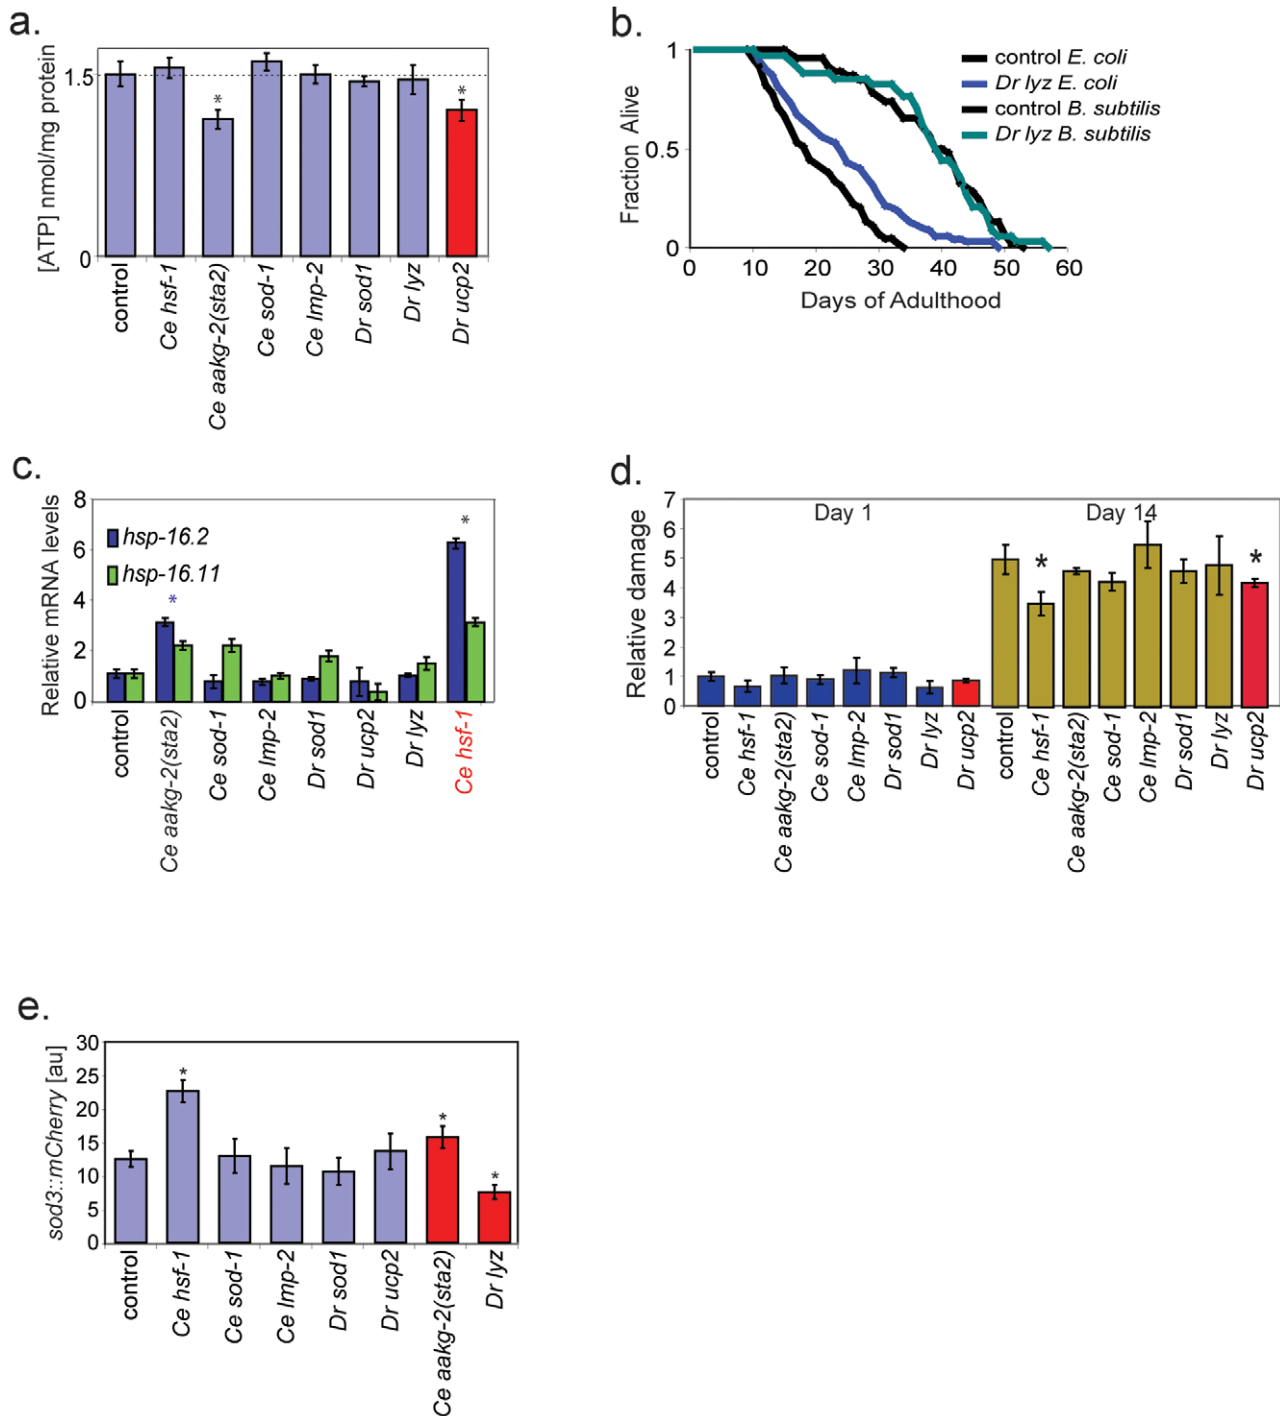 a.
[ATP] nmol/mg protein
1.5
0
*
*
control
Ce hsf-1
Ce aakg-2(sta2)
Ce sod-1
Ce lmp-2
Dr sod1
Dr lyz
Dr ucp2
b.
Fraction Alive
1
0.5
0
control E. coli
Dr lyz E. coli
control B. subtilis
Dr lyz B. subtilis
0 10 20 30 40 50 60
Days of Adulthood
c.
Relative mRNA levels
8
6
4
2
0
hsp-16.2
hsp-16.11
*
*
control
Ce aakg-2(sta2)
Ce sod-1
Ce lmp-2
Dr sod1
Dr ucp2
Dr lyz
Ce hsf-1
d.
Relative damage
7
6
5
4
3
2
1
0
Day 1
Day 14
*
*
control
Ce hsf-1
Ce aakg-2(sta2)
Ce sod-1
Ce lmp-2
Dr sod1
Dr lyz
Dr ucp2
control
Ce hsf-1
Ce aakg-2(sta2)
Ce sod-1
Ce lmp-2
Dr sod1
Dr lyz
Dr ucp2
e.
sod3::mCherry [au]
30
25
20
15
10
5
0
*
*
*
control
Ce hsf-1
Ce sod-1
Ce lmp-2
Dr sod1
Dr ucp2
Ce aakg-2(sta2)
Dr lyz